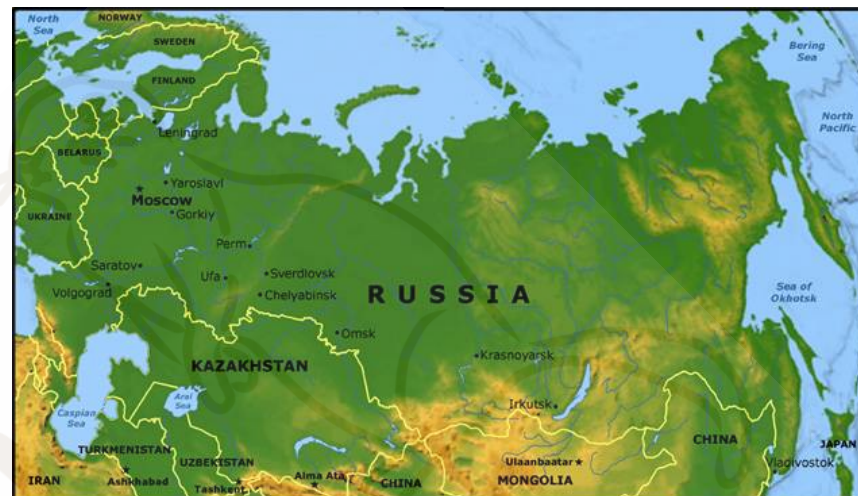 North
Sea
NORWAY
SWEDEN
FINLAND
Bering
Sea
North
Pacific
Leningrad
BELARUS
Yaroslavl
Moscow
Gorkiy
UKRAINE
Perm
Saratov
Ufa
Sverdlovsk
Volgograd
Chelyabinsk
RUSSIA
Sea of
Okhotsk
Omsk
Krasnoyarsk
KAZAKHSTAN
Irkutsk
Aral
Sea
Caspian
Sea
TURKMENISTAN
UZBEKISTAN
CHINA
JAPAN
IRAN
Ashkhabad
Tashkent
Alma Ata
CHINA
Ulaanbaatar
MONGOLIA
Vladivostok